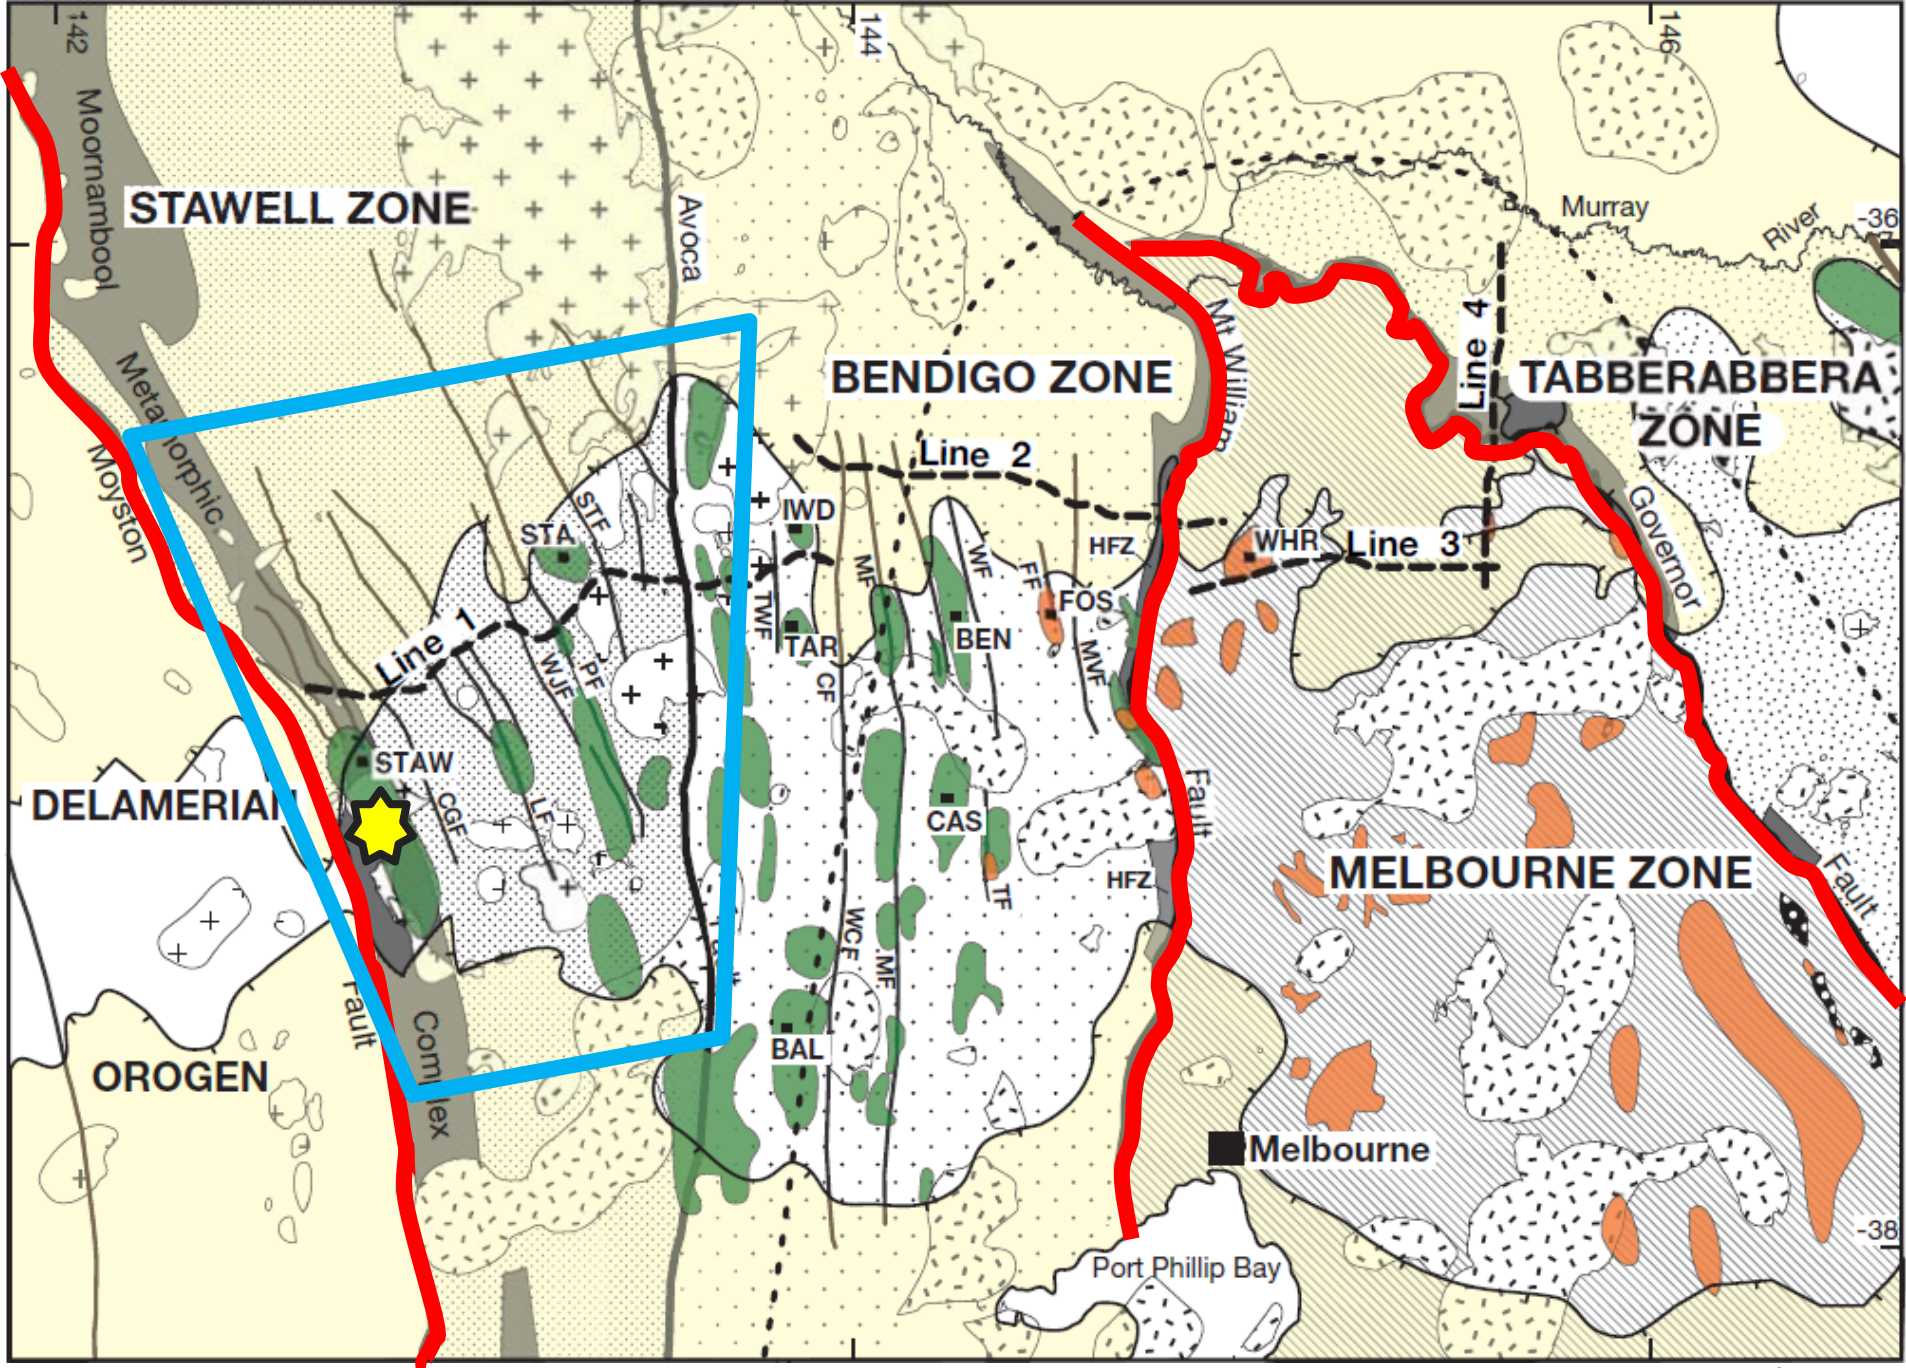 142
144
146
Moornambool
STAWELL ZONE
Avoca
Murray
River
-36
Metamorphic
BENDIGO ZONE
Mt William
Line 4
TABBERABBERA
ZONE
Moyston
Line 2
STF
STA
IWD
MF
WF
HFZ
FF
WHR
Line 3
Governor
FOS
TWF
TAR
BEN
Line 1
WJF
PF
CF
MVF
STAW
CGF
LF
DELAMERIAN
Fault
CAS
MELBOURNE ZONE
HFZ
TF
Fault
WCF
MF
Fault
Complex
BAL
OROGEN
Melbourne
-38
Port Phillip Bay